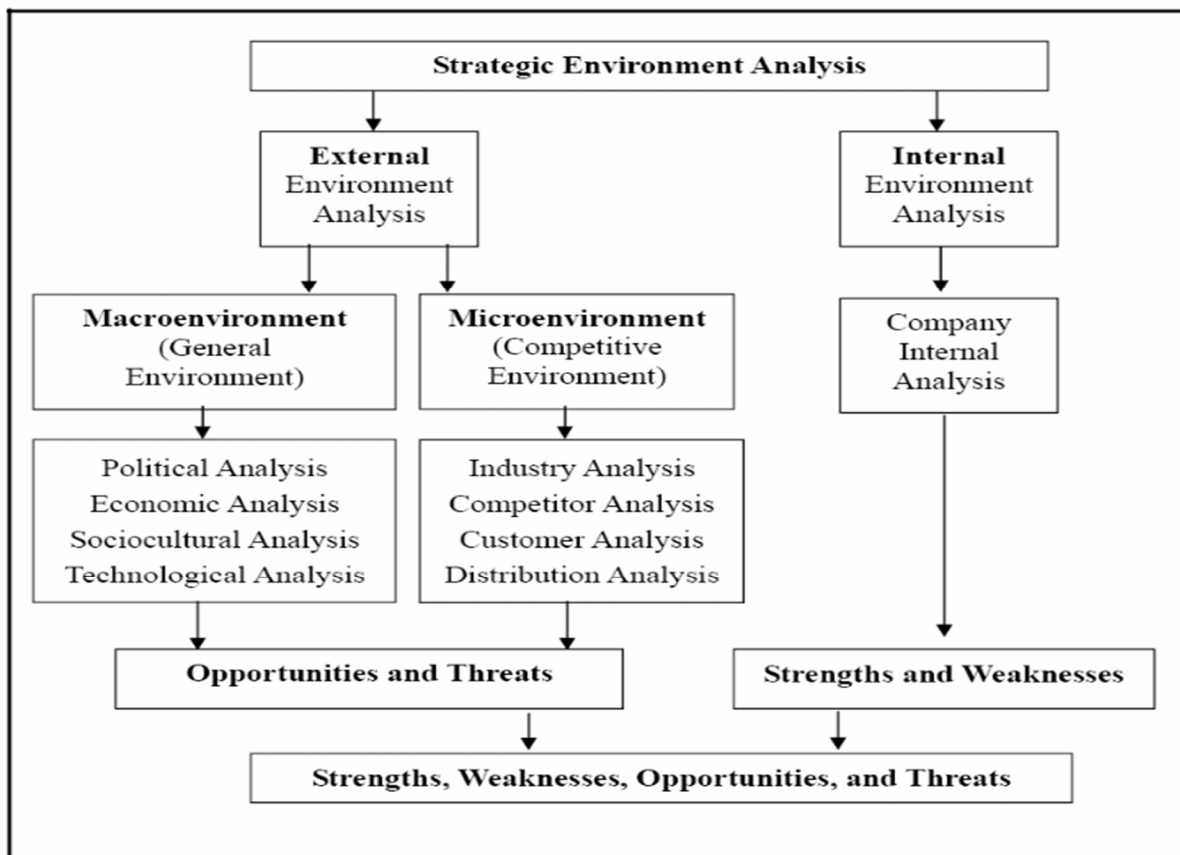 Strategic Environment Analysis
External
Environment
Analysis
Internal
Environment
Analysis
Macroenvironment
(General
Environment)
Microenvironment
(Competitive
Environment)
Company
Internal
Analysis
Political Analysis
Economic Analysis
Sociocultural Analysis
Technological Analysis
Industry Analysis
Competitor Analysis
Customer Analysis
Distribution Analysis
Opportunities and Threats
Strengths and Weaknesses
Strengths, Weaknesses, Opportunities, and Threats